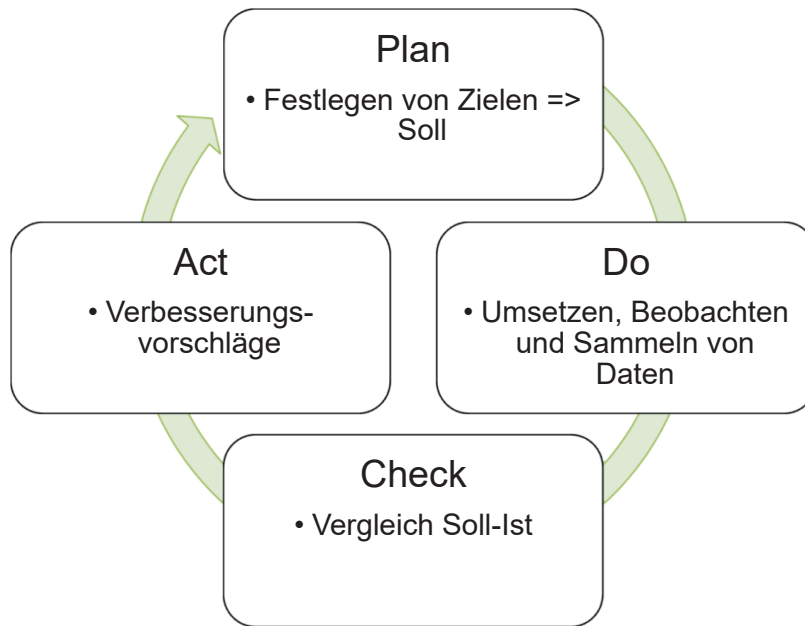 Plan
• Festlegen von Zielen =>
Soll
Act
• Verbesserungs-
vorschläge
Do
• Umsetzen, Beobachten
und Sammeln von
Daten
Check
• Vergleich Soll-Ist